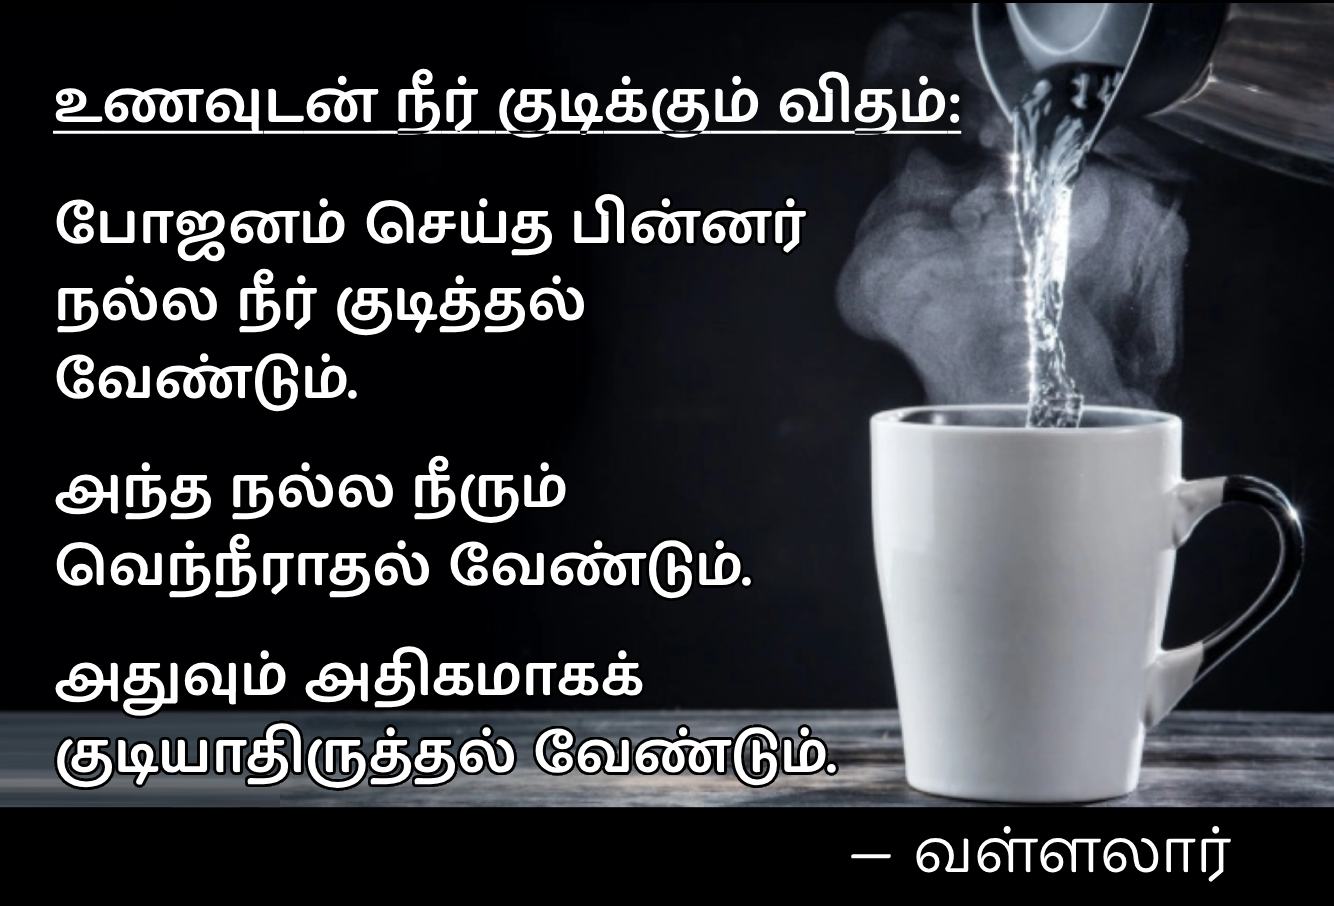 உணவுடன் நீர் குடிக்கும் விதம்:
போஜனம் செய்த பின்னர்
நல்ல நீர் குடித்தல்
வேண்டும்.
அந்த நல்ல நீரும்
வெந்நீராதல் வேண்டும்.
அதுவும் அதிகமாகக்
குடியாதிருத்தல் வேண்டும்.
– வள்ளலார்